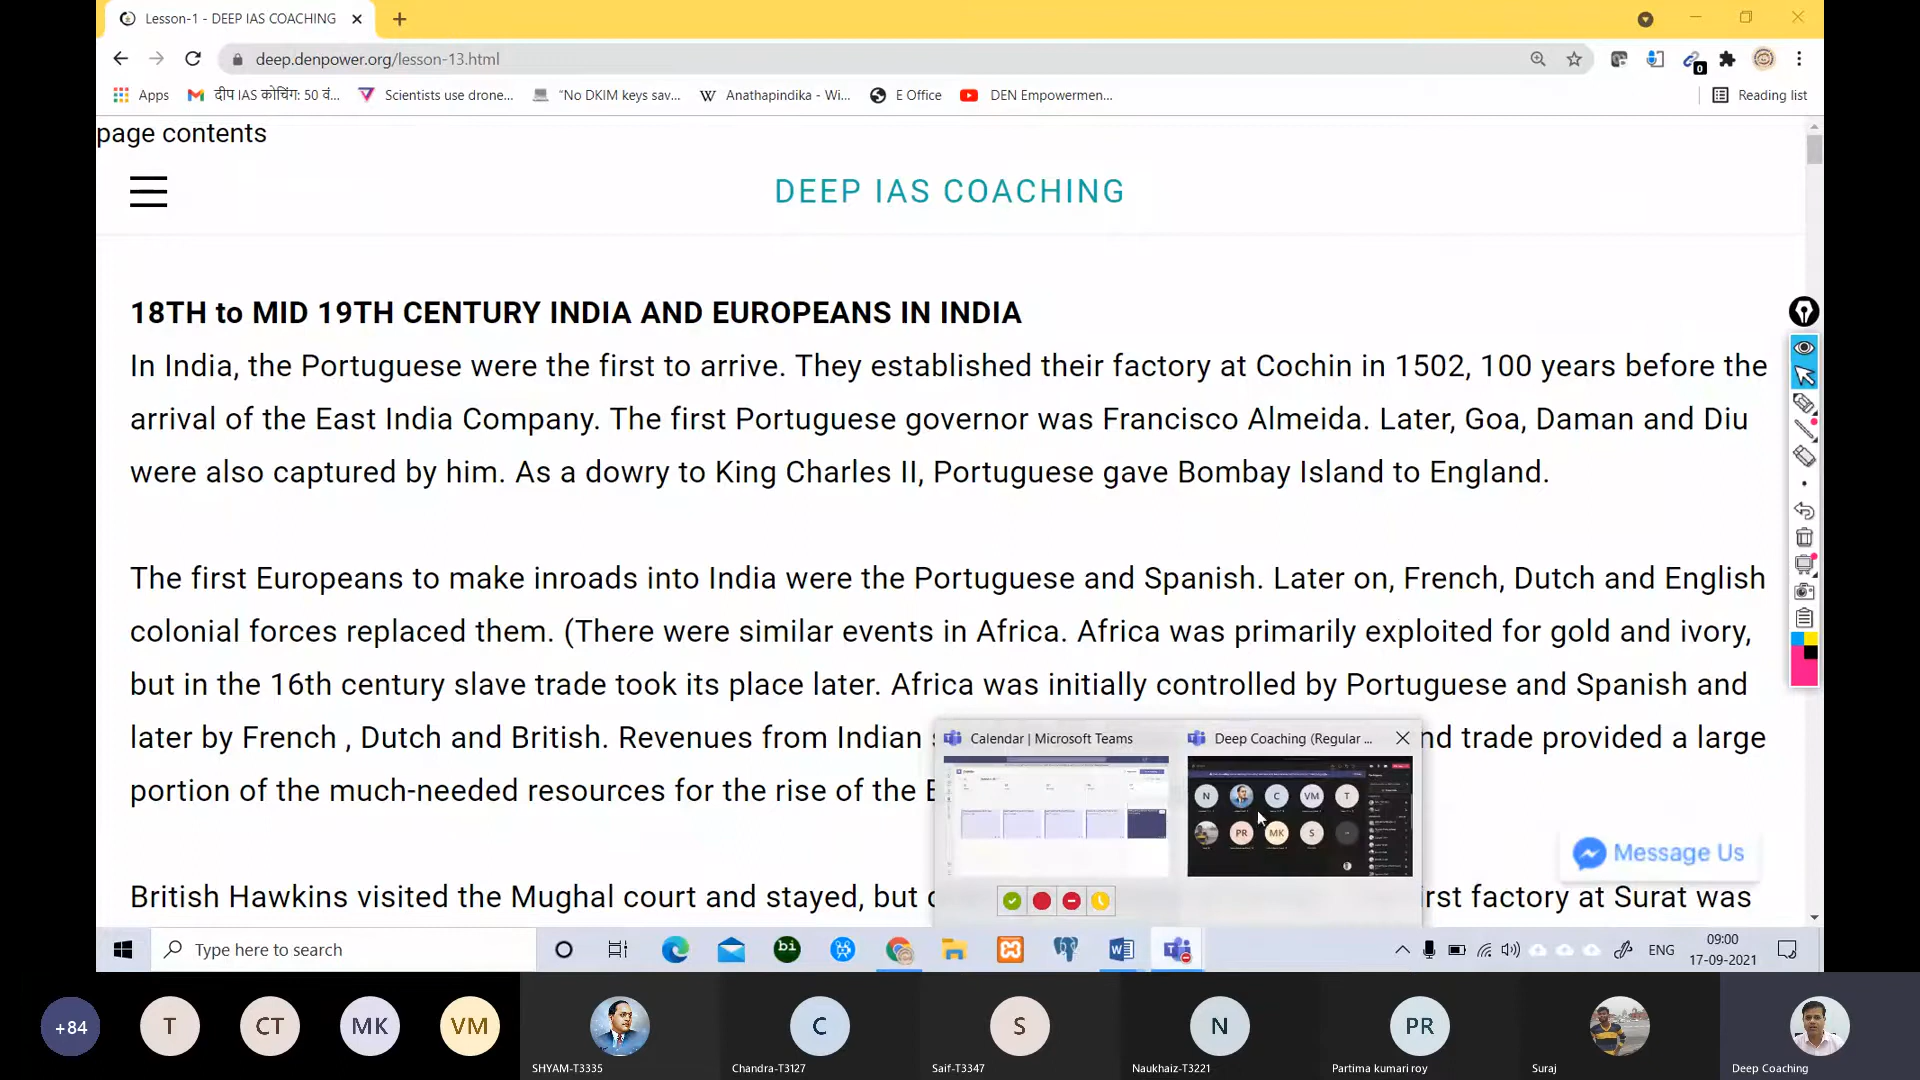 Lesson-1 - DEEP IAS COACHING
deep.denpower.org/lesson-13.html
0
Apps
दीप IAS कोचिंग: 50 वं...
Scientists use drone...
"No DKIM keys sav...
Anathapindika - Wi...
E Office
DEN Empowermen...
Reading list
page contents
DEEP IAS COACHING
18TH to MID 19TH CENTURY INDIA AND EUROPEANS IN INDIA
In India, the Portuguese were the first to arrive. They established their factory at Cochin in 1502, 100 years before the
arrival of the East India Company. The first Portuguese governor was Francisco Almeida. Later, Goa, Daman and Diu
were also captured by him. As a dowry to King Charles II, Portuguese gave Bombay Island to England.
The first Europeans to make inroads into India were the Portuguese and Spanish. Later on, French, Dutch and English
colonial forces replaced them. (There were similar events in Africa. Africa was primarily exploited for gold and ivory,
but in the 16th century slave trade took its place later. Africa was initially controlled by Portuguese and Spanish and
later by French , Dutch and British. Revenues from Indian
nd trade provided a large
Calendar | Microsoft Teams
Deep Coaching (Regular ...
portion of the much-needed resources for the rise of the
N C VM T
PR MK S
Message Us
British Hawkins visited the Mughal court and stayed, but
irst factory at Surat was
Type here to search
bi
ENG
09:00
17-09-2021
+84
T
CT
MK
VM
C
S
N
PR
SHYAM-T3335
Chandra-T3127
Saif-T3347
Naukhaiz-T3221
Partima kumari roy
Suraj
Deep Coaching